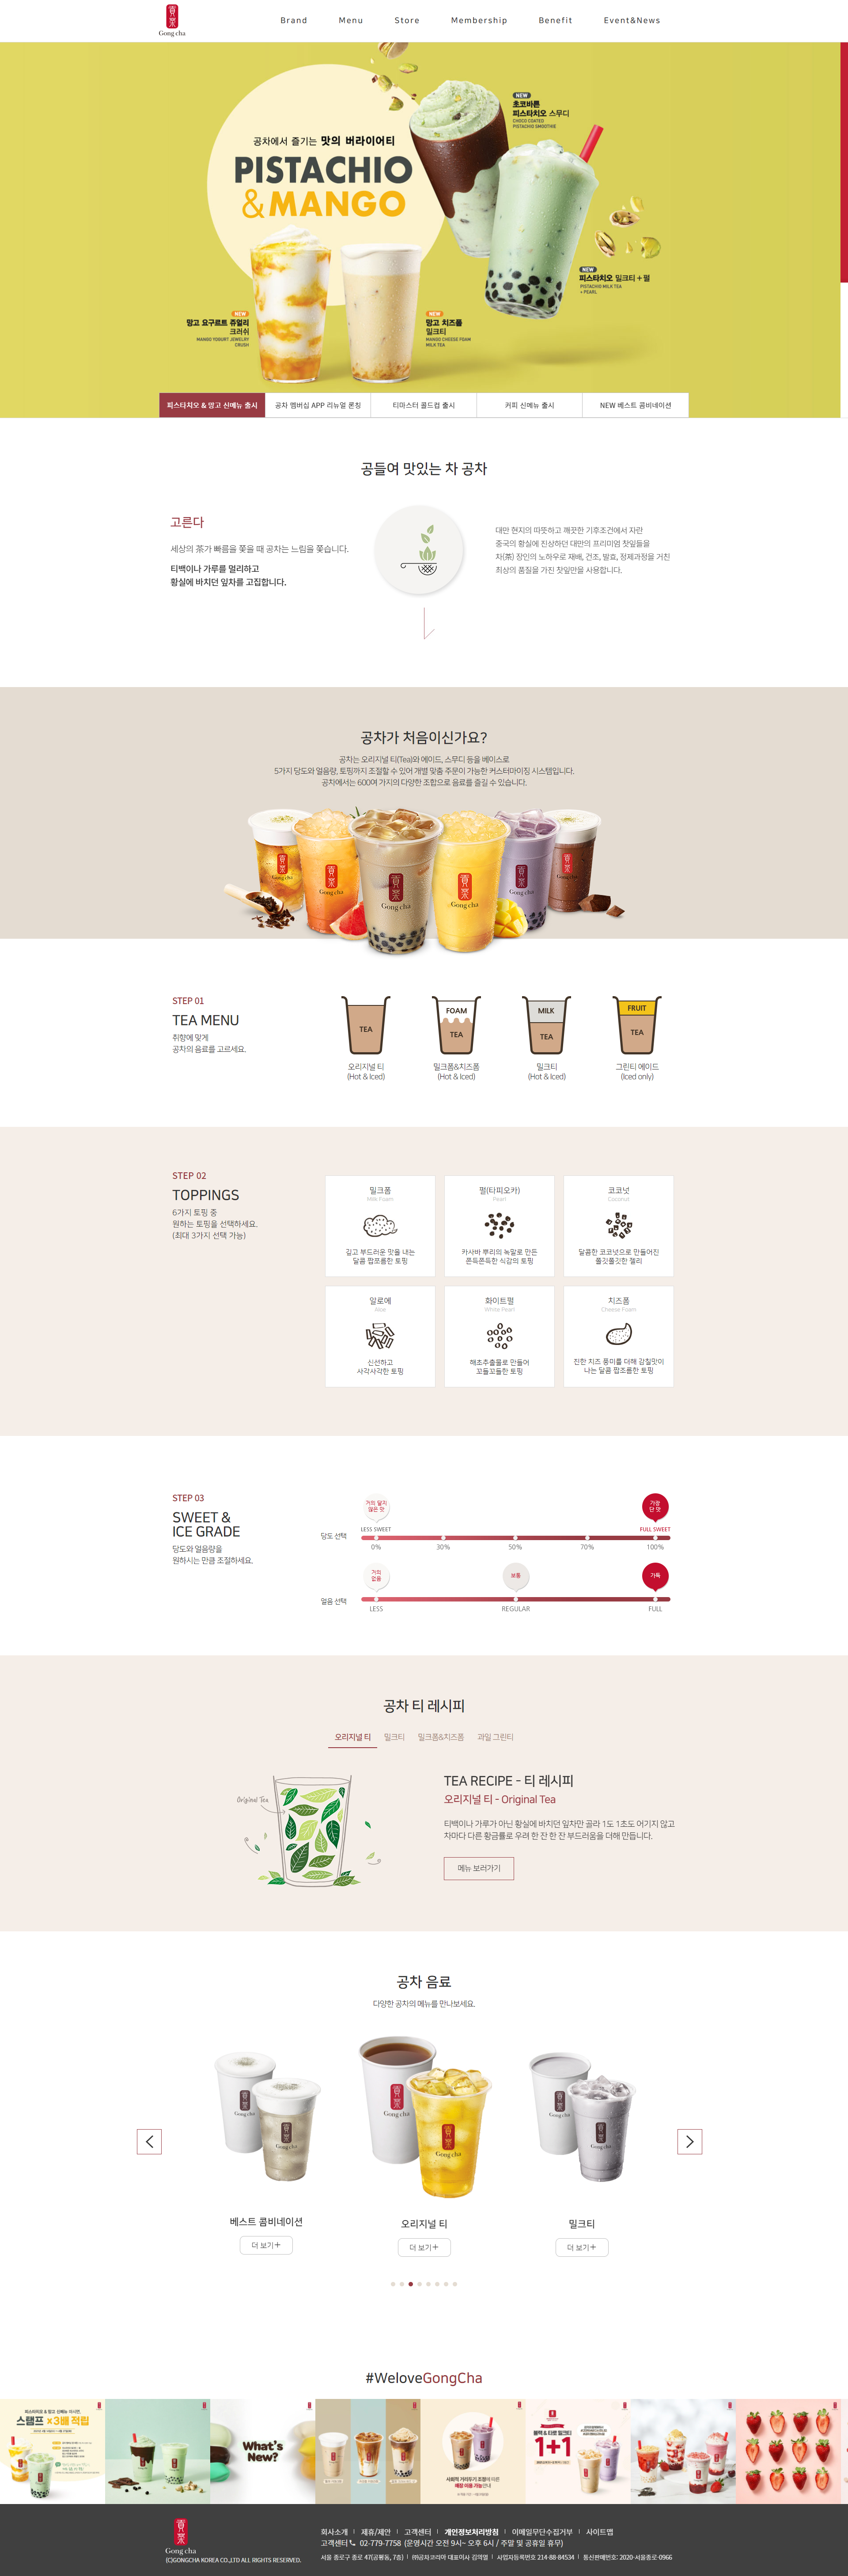 Gong cha
Brand
Menu
Store
Membership
Benefit
Event&News
공차에서 즐기는 맛의 버라이어티
PISTACHIO
&MANGO
NEW
초코바른
피스타치오 스무디
CHOCO COATED
PISTACHIO SMOOTHIE
NEW
피스타치오 밀크티 + 펄
PISTACHIO MILK TEA
+ PEARL
NEW
망고 요구르트 쥬얼리
크러쉬
MANGO YOGURT JEWELRY
CRUSH
NEW
망고 치즈폼
밀크티
MANGO CHEESE FOAM
MILK TEA
피스타치오 & 망고 신메뉴 출시
공차 멤버십 APP 리뉴얼 론칭
티마스터 골드컵 출시
커피 신메뉴 출시
NEW 베스트 콤비네이션
공들여 맛있는 차 공차
고른다
세상의 茶가 빠름을 쫓을 때 공차는 느림을 쫓습니다.
티백이나 가루를 멀리하고
황실에 바치던 잎차를 고집합니다.
대만 현지의 따뜻하고 깨끗한 기후조건에서 자란
중국의 황실에 진상하던 대만의 프리미엄 찻잎들을
차(茶) 장인의 노하우로 재배, 건조, 발효, 정제과정을 거친
최상의 품질을 가진 찻잎만을 사용합니다.
공차가 처음이신가요?
공차는 오리지널 티(Tea)와 에이드, 스무디 등을 베이스로
5가지 당도와 얼음량, 토핑까지 조절할 수 있어 개별 맞춤 주문이 가능한 커스터마이징 시스템입니다.
공차에서는 600여 가지의 다양한 조합으로 음료를 즐길 수 있습니다.
STEP 01
TEA MENU
취향에 맞게
공차의 음료를 고르세요.
TEA
오리지널 티
(Hot & Iced)
FOAM
TEA
밀크폼&치즈폼
(Hot & Iced)
MILK
TEA
밀크티
(Hot & Iced)
FRUIT
TEA
그린티 에이드
(Iced only)
STEP 02
TOPPINGS
6가지 토핑 중
원하는 토핑을 선택하세요.
(최대 3가지 선택 가능)
밀크폼
Milk Foam
깊고 부드러운 맛을 내는
달콤 짭쪼롬한 토핑
펄(타피오카)
Pearl
카사바 뿌리의 녹말로 만든
쫀득쫀득한 식감의 토핑
코코넛
Coconut
달콤한 코코넛으로 만들어진
쫄깃쫄깃한 젤리
알로에
Aloe
신선하고
사각사각한 토핑
화이트펄
White Pearl
해초추출물로 만들어
꼬들꼬들한 토핑
치즈폼
Cheese Foam
진한 치즈 풍미를 더해 감칠맛이
나는 달콤 짭조름한 토핑
STEP 03
SWEET &
ICE GRADE
당도와 얼음량을
원하시는 만큼 조절하세요.
당도 선택
거의 달지
않은 맛
LESS SWEET
가장
단 맛
FULL SWEET
0%
30%
50%
70%
100%
얼음 선택
거의
없음
보통
가득
LESS
REGULAR
FULL
공차 티 레시피
오리지널 티
밀크티
밀크폼&치즈폼
과일 그린티
Original Tea
TEA RECIPE - 티 레시피
오리지널 티 - Original Tea
티백이나 가루가 아닌 황실에 바치던 잎차만 골라 1도 1초도 어기지 않고
차마다 다른 황금률로 우려 한 잔 한 잔 부드러움을 더해 만듭니다.
메뉴 보러가기
공차 음료
다양한 공차의 메뉴를 만나보세요.
베스트 콤비네이션
더 보기+
오리지널 티
더 보기+
밀크티
더 보기+
#WeloveGongCha
스탬프 ×3배 적립
What's
New?
블랙 & 타로 밀크티
1+1
회사소개
제휴/제안
고객센터
개인정보처리방침
이메일무단수집거부
사이트맵
고객센터 02-779-7758 (운영시간 오전 9시~ 오후 6시 / 주말 및 공휴일 휴무)
Gong cha
(C)GONGCHA KOREA CO.,LTD ALL RIGHTS RESERVED.
서울 종로구 종로 47(공평동, 7층) ㅣ ㈜공차코리아 대표이사 김의열 ㅣ 사업자등록번호 214-88-84534 ㅣ 통신판매번호: 2020-서울종로-0966